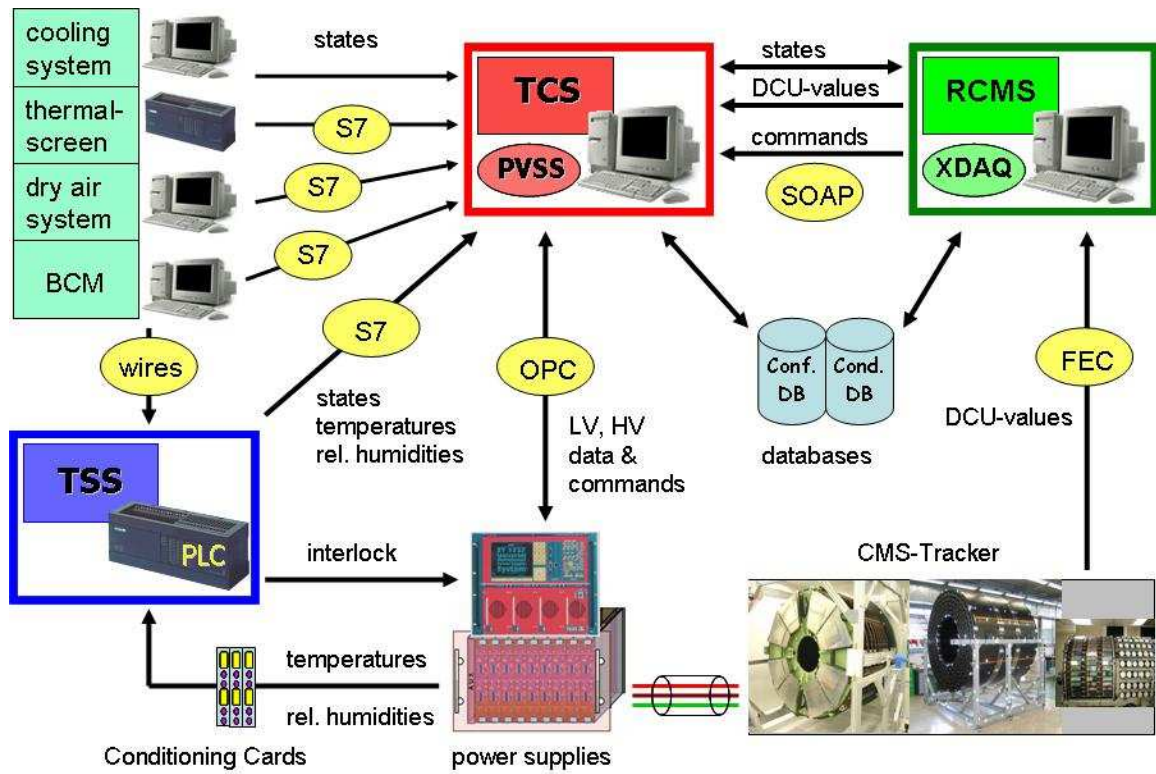 cooling
system
thermal-
screen
dry air
system
BCM
states
S7
S7
S7
S7
wires
TCS
PVSS
states
DCU-values
commands
SOAP
RCMS
XDAQ
OPC
Conf.
DB
Cond.
DB
databases
FEC
DCU-values
states
temperatures
rel. humidities
LV, HV
data &
commands
TSS
PLC
interlock
CMS-Tracker
temperatures
rel. humidities
Conditioning Cards
power supplies